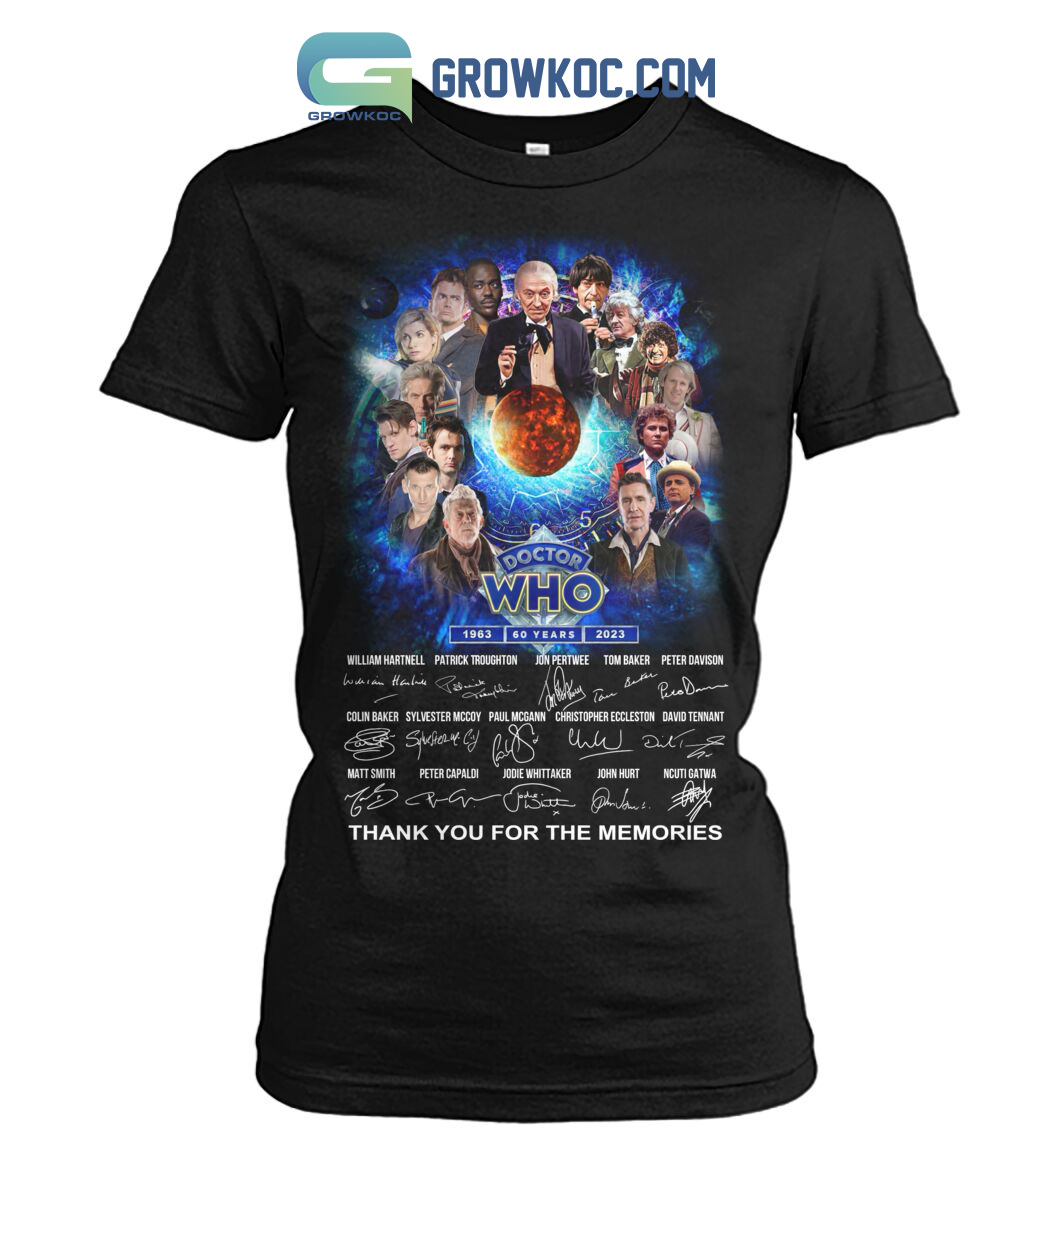 GROWKOC.COM
GROWKOC
6 5
DOCTOR
WHO
1963 60 YEARS 2023
WILLIAM HARTNELL PATRICK TROUGHTON JON PERTWEE TOM BAKER PETER DAVISON
COLIN BAKER SYLVESTER MCCOY PAUL MCGANN CHRISTOPHER ECCLESTON DAVID TENNANT
MATT SMITH PETER CAPALDI JODIE WHITTAKER JOHN HURT NCUTI GATWA
THANK YOU FOR THE MEMORIES